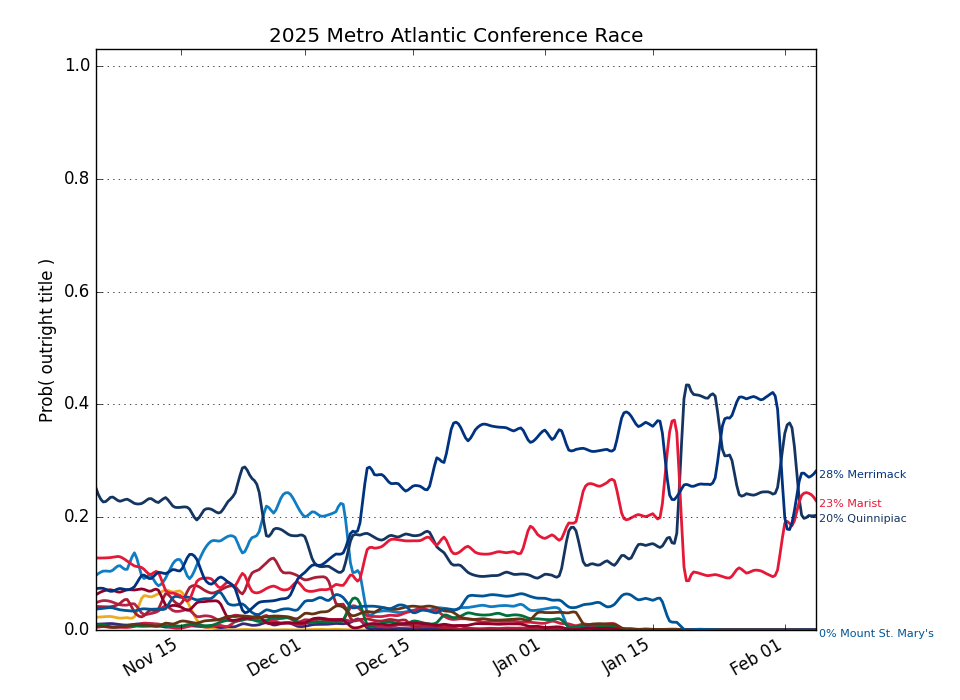 2025 Metro Atlantic Conference Race
Prob( outright title )
1.0
0.8
0.6
0.4
0.2
0.0
28% Merrimack
23% Marist
20% Quinnipiac
0% Mount St. Mary's
Nov 15
Dec 01
Dec 15
Jan 01
Jan 15
Feb 01